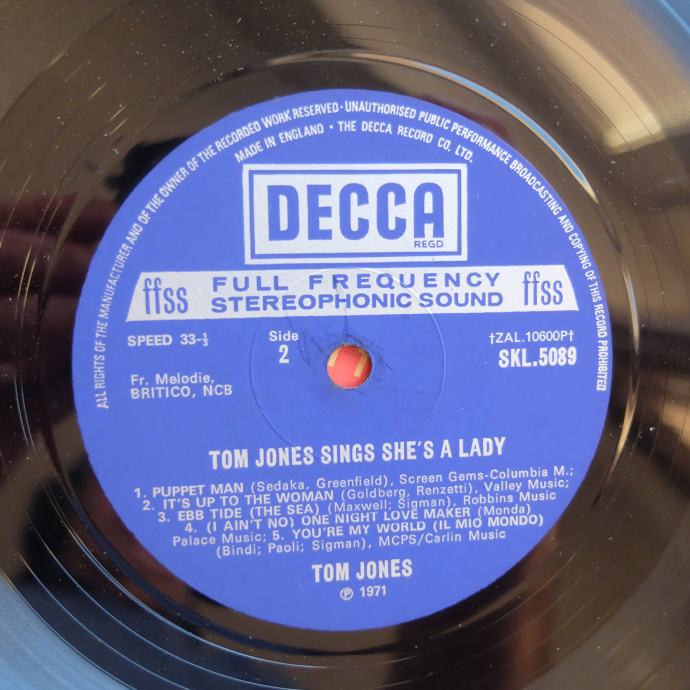 ALL RIGHTS OF THE MANUFACTURER AND OF THE OWNER OF THE RECORDED WORK RESERVED · UNAUTHORISED PUBLIC PERFORMANCE BROADCASTING AND COPYING OF THIS RECORD PROHIBITED
MADE IN ENGLAND · THE DECCA RECORD CO. LTD.
DECCA
REGD.
ffss FULL FREQUENCY ffss
STEREOPHONIC SOUND
SPEED 33-⅓
Side
2
†ZAL.10600P†
SKL.5089
Fr. Melodie,
BRITICO, NCB
TOM JONES SINGS SHE'S A LADY
1. PUPPET MAN (Sedaka, Greenfield), Screen Gems-Columbia M.;
2. IT'S UP TO THE WOMAN (Goldberg, Renzetti), Valley Music;
3. EBB TIDE (THE SEA) (Maxwell; Sigman), Robbins Music
4. (I AIN'T NO) ONE NIGHT LOVE MAKER (Monda)
Palace Music; 5. YOU'RE MY WORLD (IL MIO MONDO)
(Bindi; Paoli; Sigman), MCPS/Carlin Music
TOM JONES
℗ 1971